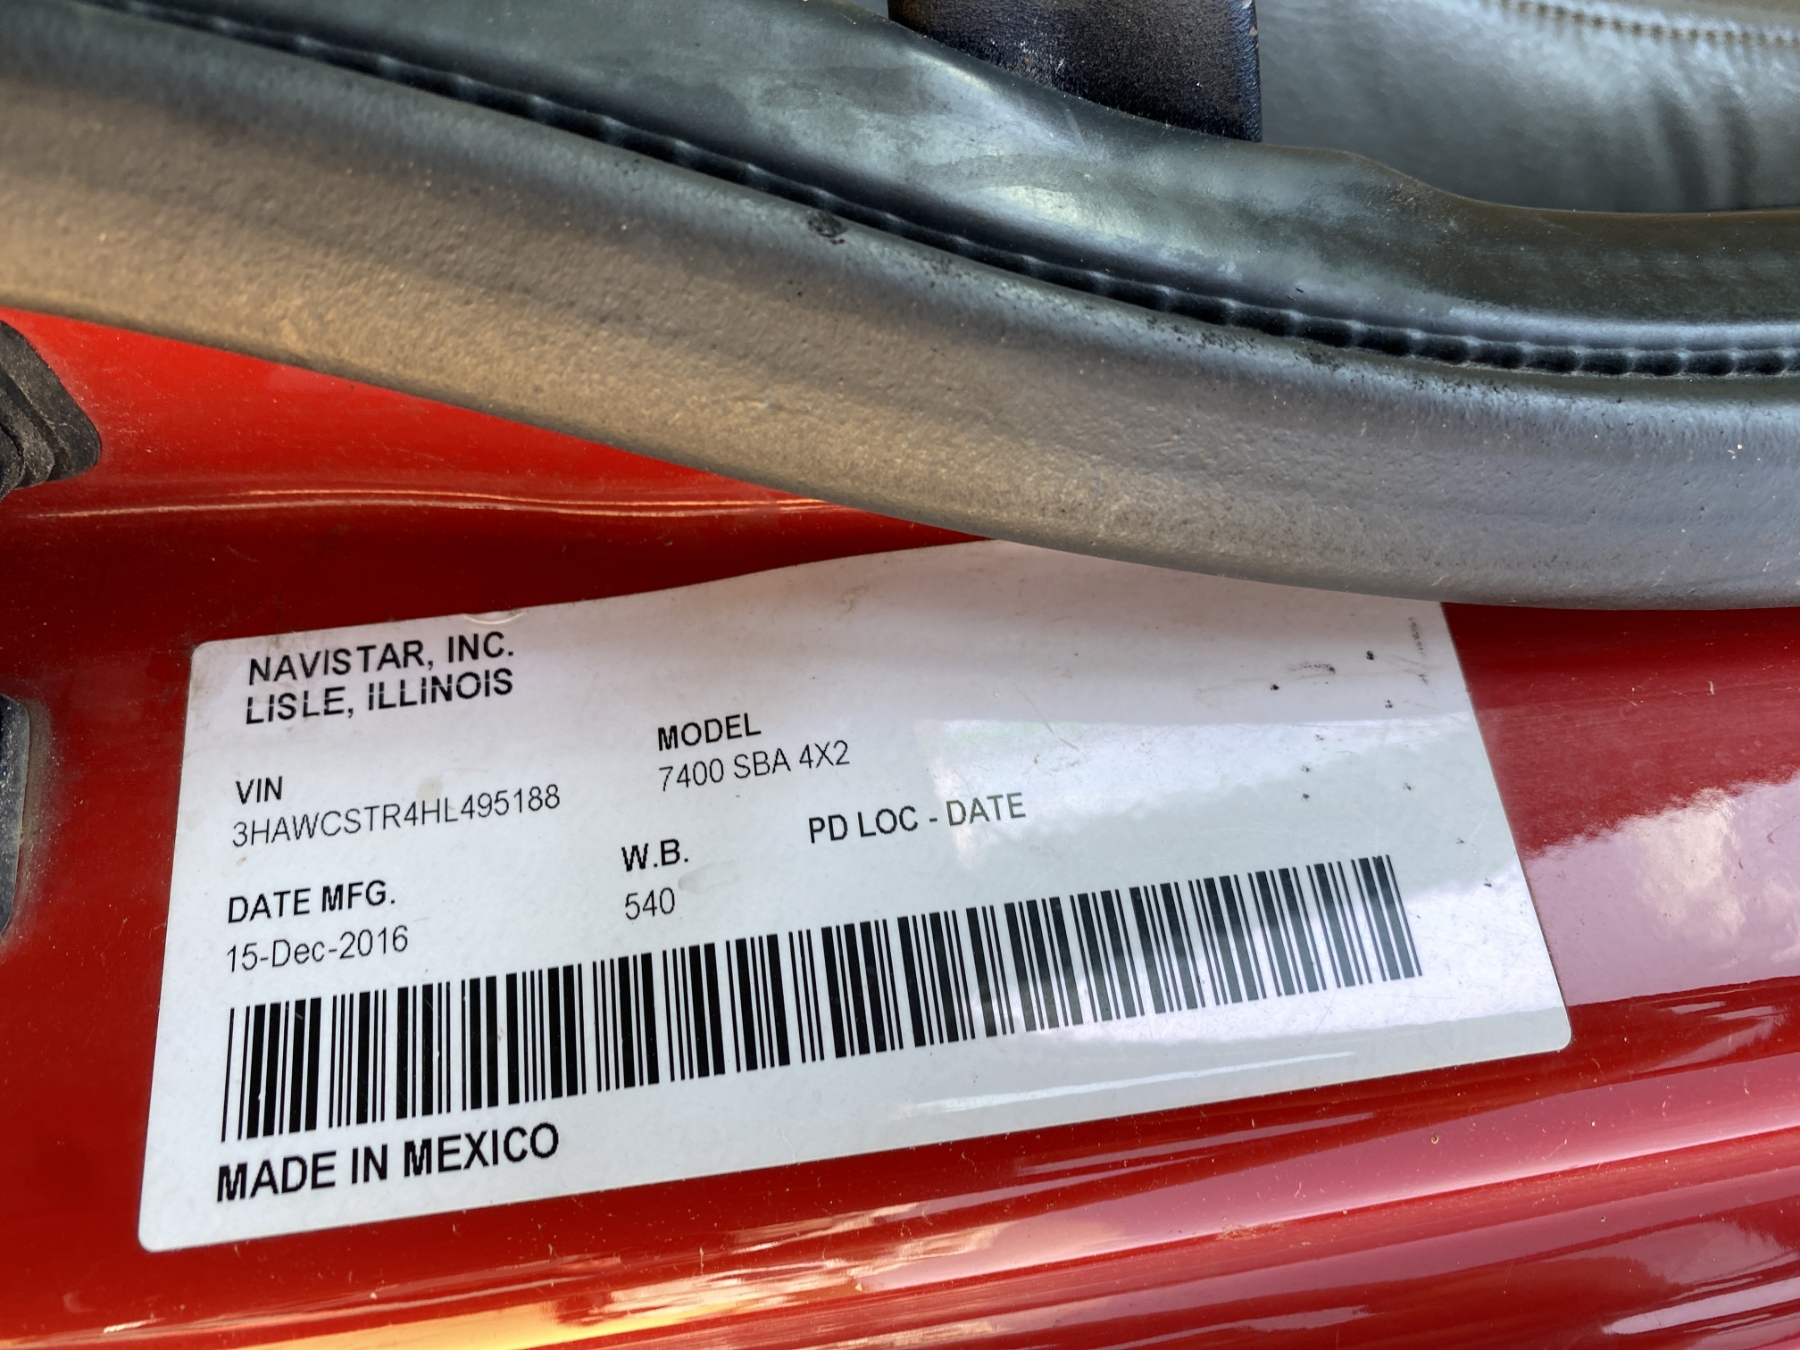 NAVISTAR, INC.
LISLE, ILLINOIS
VIN
3HAWCSTR4HL495188
MODEL
7400 SBA 4X2
DATE MFG.
15-Dec-2016
W.B.
540
PD LOC - DATE
MADE IN MEXICO